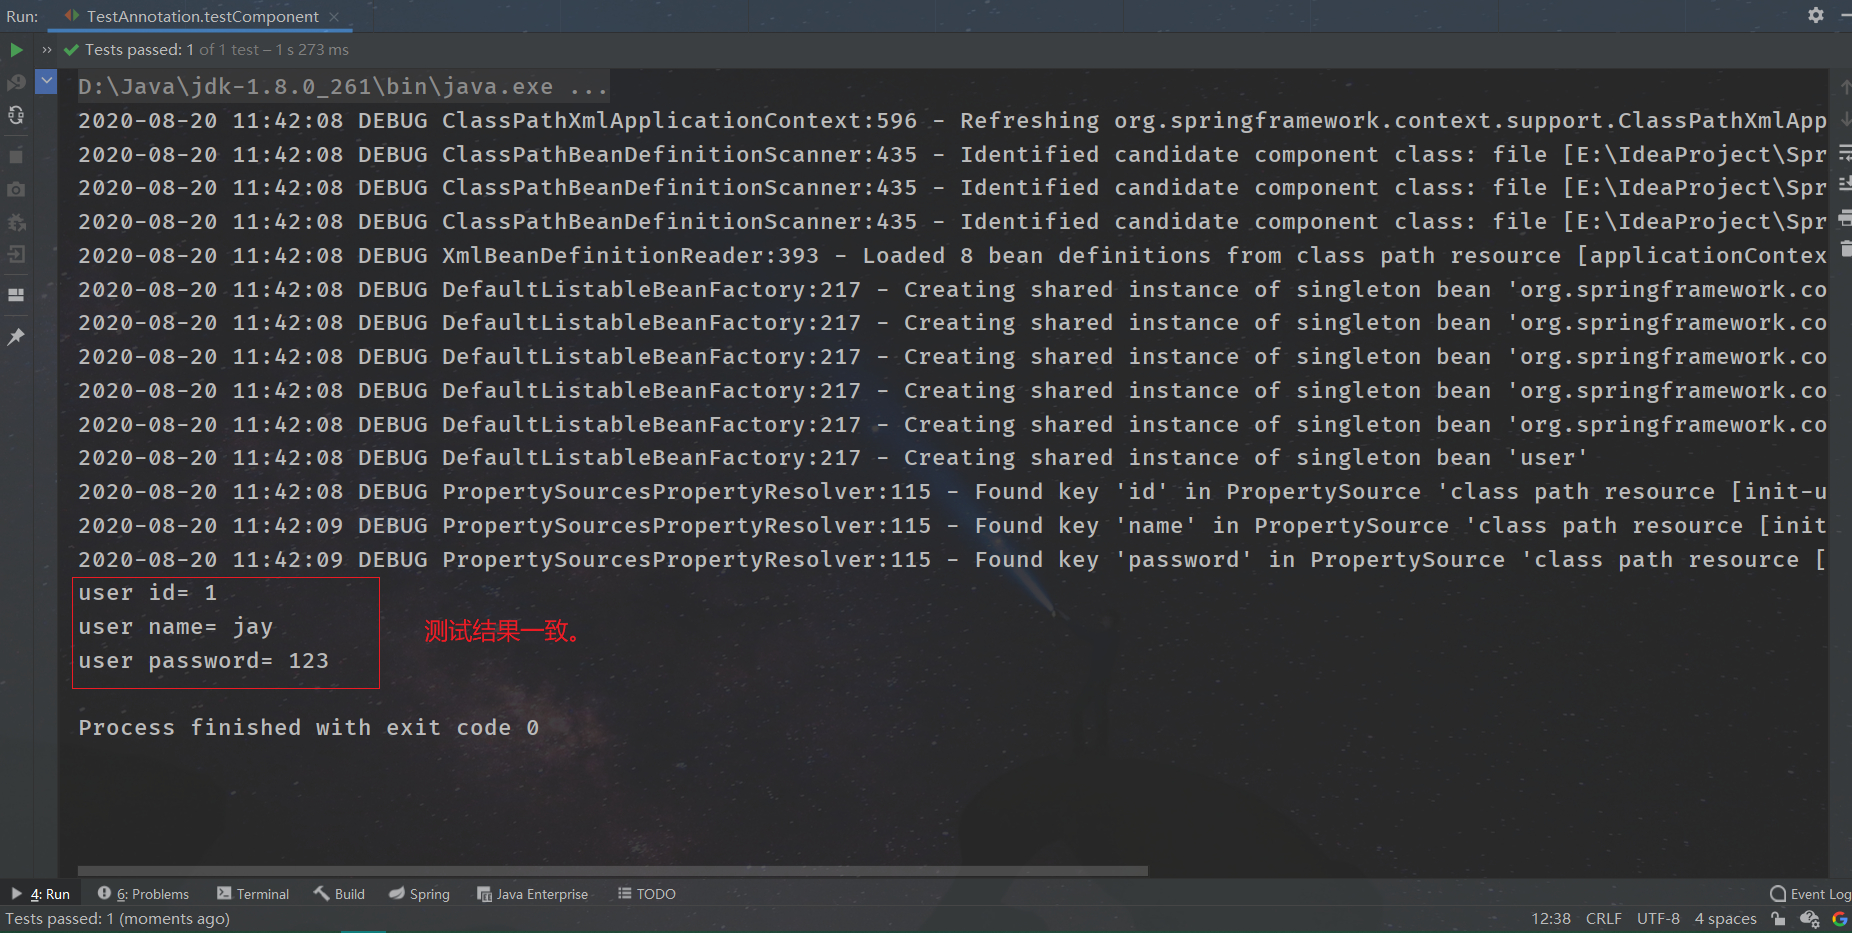 Run: TestAnnotation.testComponent
Tests passed: 1 of 1 test – 1 s 273 ms
D:\Java\jdk-1.8.0_261\bin\java.exe ...
2020-08-20 11:42:08 DEBUG ClassPathXmlApplicationContext:596 - Refreshing org.springframework.context.support.ClassPathXmlApp
2020-08-20 11:42:08 DEBUG ClassPathBeanDefinitionScanner:435 - Identified candidate component class: file [E:\IdeaProject\Spr
2020-08-20 11:42:08 DEBUG ClassPathBeanDefinitionScanner:435 - Identified candidate component class: file [E:\IdeaProject\Spr
2020-08-20 11:42:08 DEBUG ClassPathBeanDefinitionScanner:435 - Identified candidate component class: file [E:\IdeaProject\Spr
2020-08-20 11:42:08 DEBUG XmlBeanDefinitionReader:393 - Loaded 8 bean definitions from class path resource [applicationContex
2020-08-20 11:42:08 DEBUG DefaultListableBeanFactory:217 - Creating shared instance of singleton bean 'org.springframework.co
2020-08-20 11:42:08 DEBUG DefaultListableBeanFactory:217 - Creating shared instance of singleton bean 'org.springframework.co
2020-08-20 11:42:08 DEBUG DefaultListableBeanFactory:217 - Creating shared instance of singleton bean 'org.springframework.co
2020-08-20 11:42:08 DEBUG DefaultListableBeanFactory:217 - Creating shared instance of singleton bean 'org.springframework.co
2020-08-20 11:42:08 DEBUG DefaultListableBeanFactory:217 - Creating shared instance of singleton bean 'org.springframework.co
2020-08-20 11:42:08 DEBUG DefaultListableBeanFactory:217 - Creating shared instance of singleton bean 'user'
2020-08-20 11:42:08 DEBUG PropertySourcesPropertyResolver:115 - Found key 'id' in PropertySource 'class path resource [init-u
2020-08-20 11:42:09 DEBUG PropertySourcesPropertyResolver:115 - Found key 'name' in PropertySource 'class path resource [init
2020-08-20 11:42:09 DEBUG PropertySourcesPropertyResolver:115 - Found key 'password' in PropertySource 'class path resource [
user id= 1
user name= jay
测试结果一致。
user password= 123
Process finished with exit code 0
4: Run 6: Problems Terminal Build Spring Java Enterprise TODO Event Log
Tests passed: 1 (moments ago) 12:38 CRLF UTF-8 4 spaces